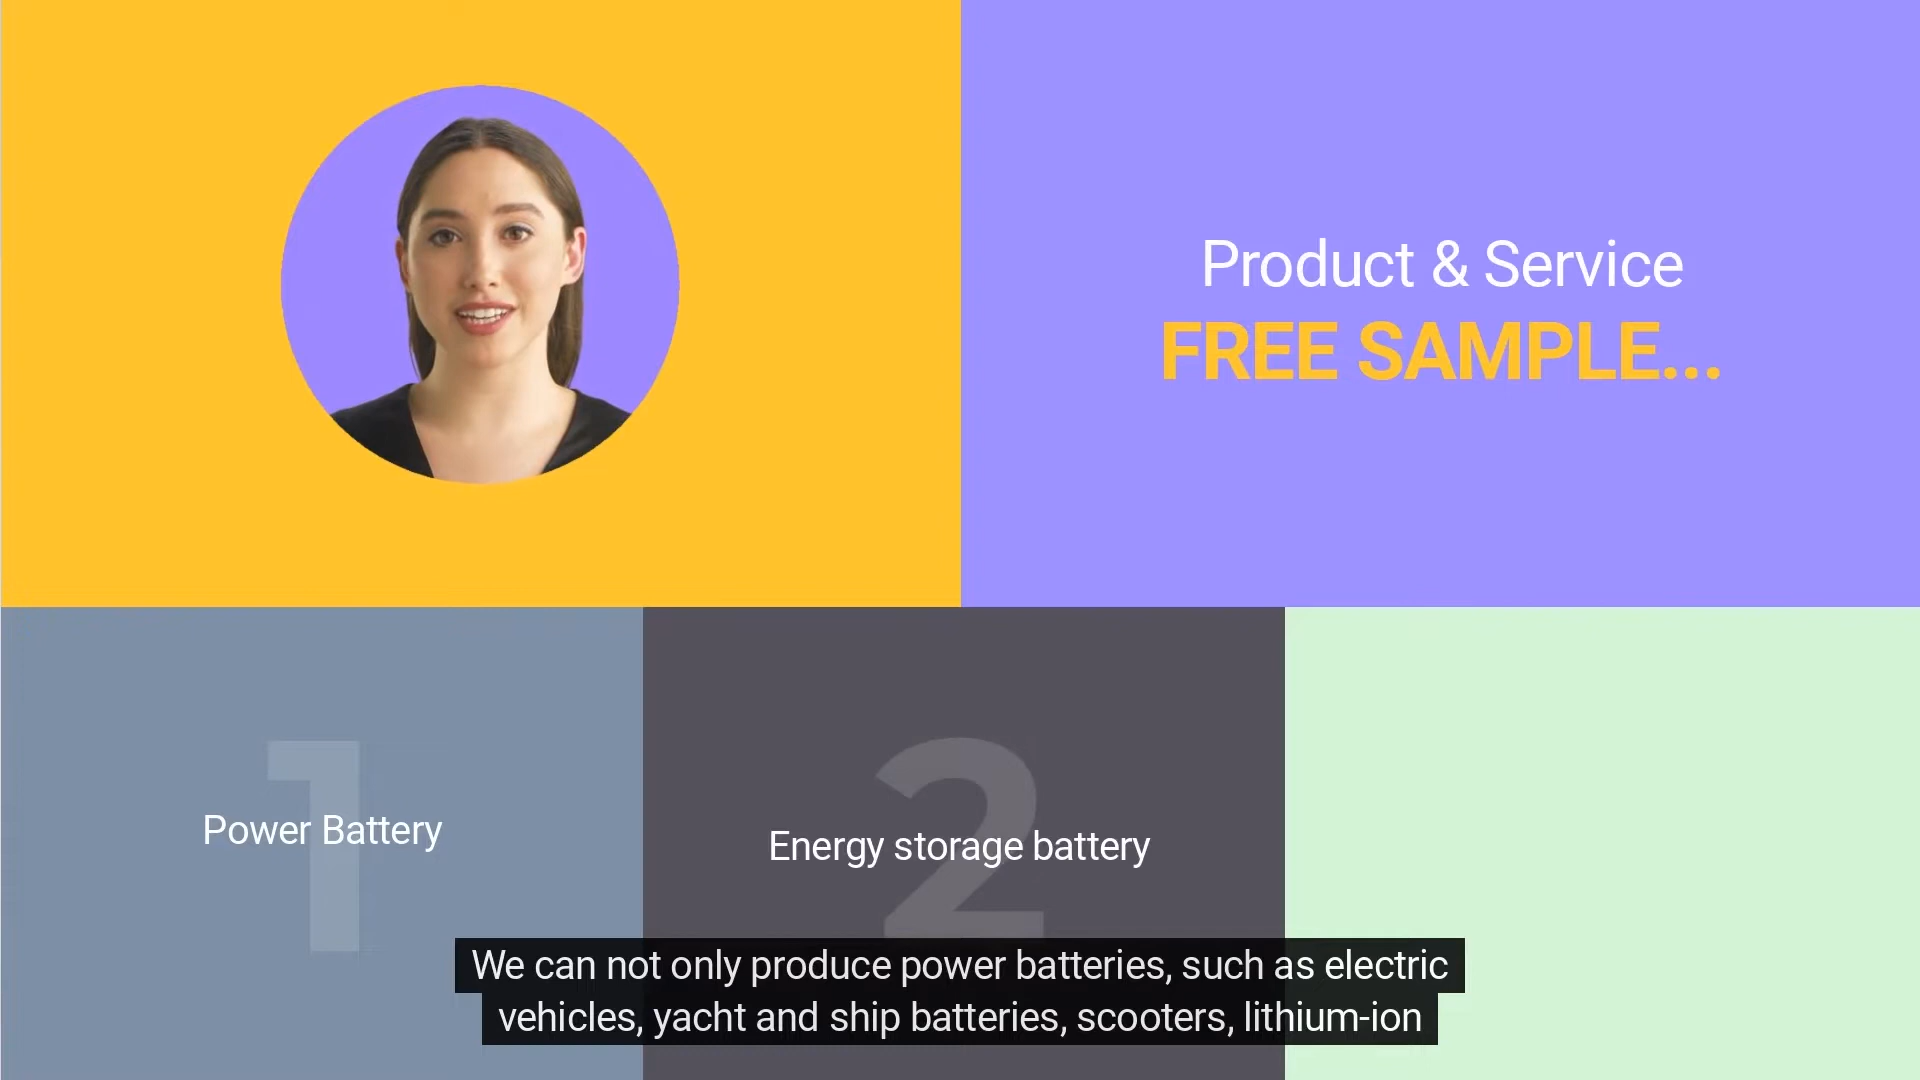 Product & Service
FREE SAMPLE...
1
Power Battery
2
Energy storage battery
We can not only produce power batteries, such as electric
vehicles, yacht and ship batteries, scooters, lithium-ion